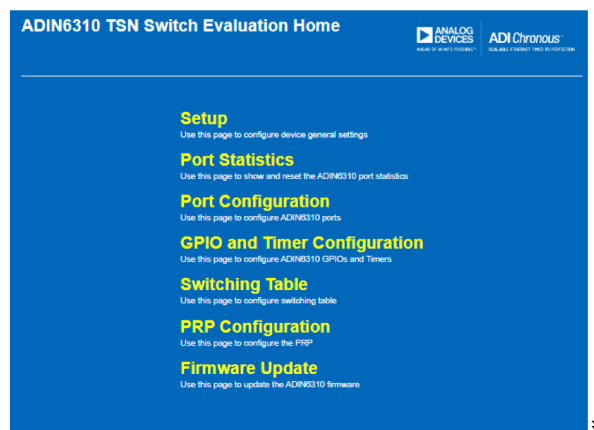 ADIN6310 TSN Switch Evaluation Home
ANALOG
DEVICES
AHEAD OF WHAT'S POSSIBLE™
ADI Chronous™
SCALABLE ETHERNET TIMED TO PERFECTION
Setup
Use this page to configure device general settings
Port Statistics
Use this page to show and reset the ADIN6310 port statistics
Port Configuration
Use this page to configure ADIN6310 ports
GPIO and Timer Configuration
Use this page to configure ADIN6310 GPIOs and Timers
Switching Table
Use this page to configure switching table
PRP Configuration
Use this page to configure the PRP
Firmware Update
Use this page to update the ADIN6310 firmware